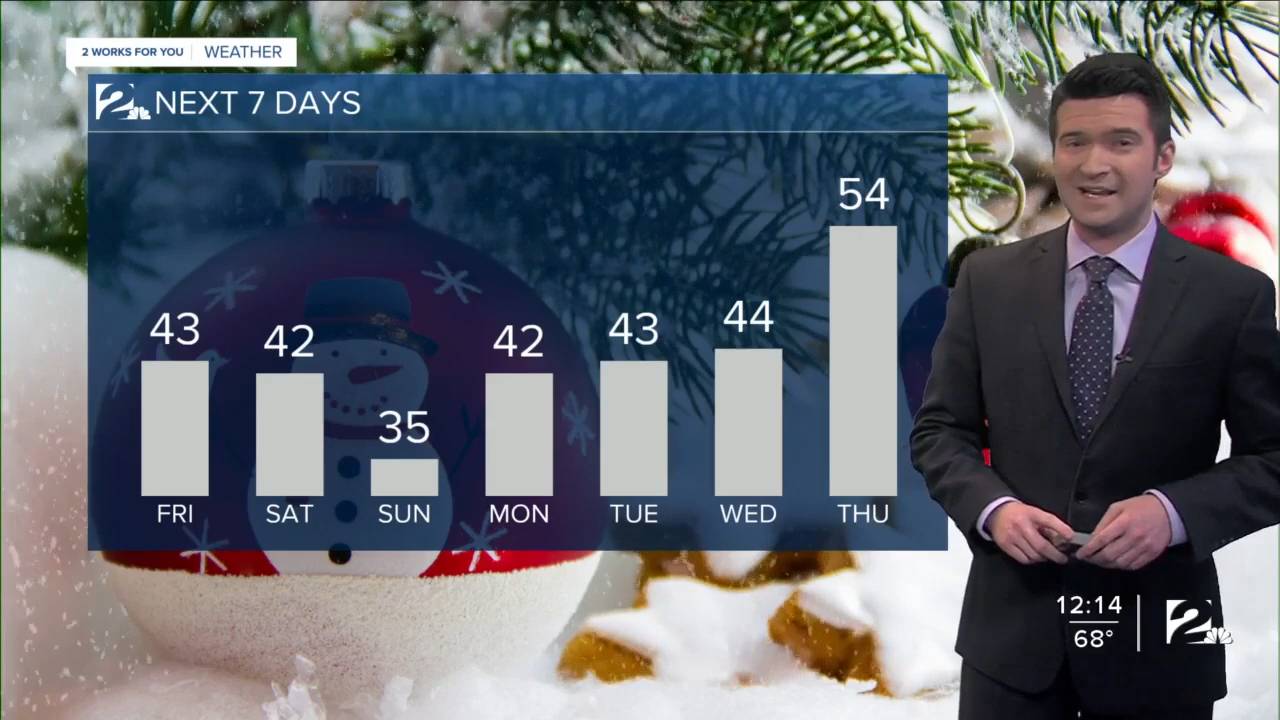 2 WORKS FOR YOU | WEATHER
2 NEXT 7 DAYS
43 42 35 42 43 44 54
FRI SAT SUN MON TUE WED THU
12:14
68°
2